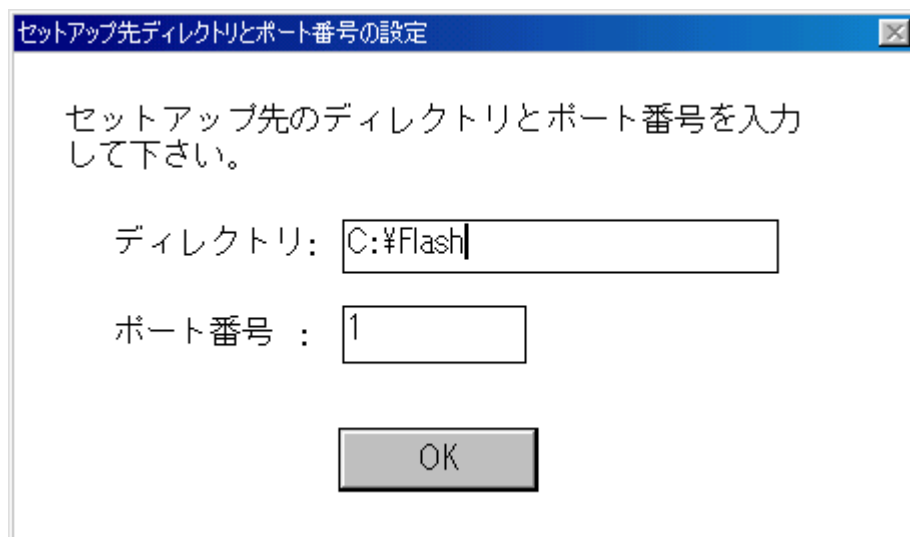 セットアップ先ディレクトリとポート番号の設定
セットアップ先のディレクトリとポート番号を入力
して下さい。
ディレクトリ: C:¥Flash
ポート番号 : 1
OK